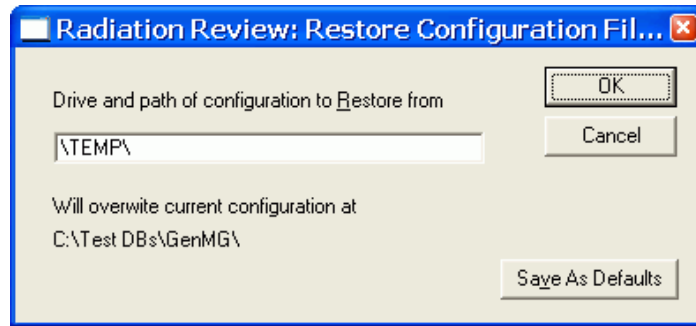 Radiation Review: Restore Configuration Fil...
Drive and path of configuration to Restore from
\TEMP\
OK
Cancel
Will overwite current configuration at
C:\Test DBs\GenMG\
Save As Defaults